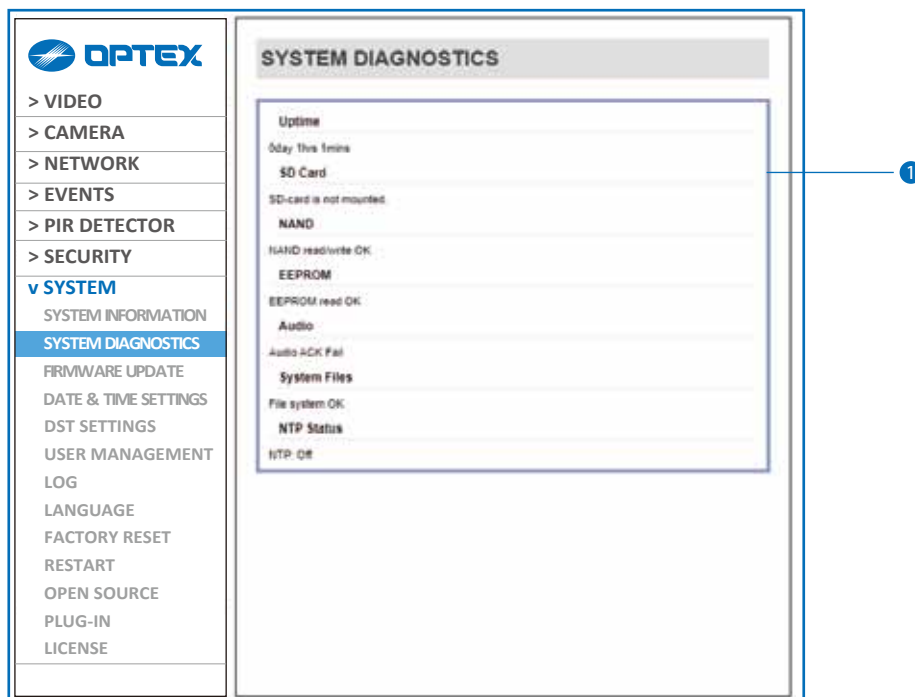 OPTEX
> VIDEO
> CAMERA
> NETWORK
> EVENTS
> PIR DETECTOR
> SECURITY
v SYSTEM
SYSTEM INFORMATION
SYSTEM DIAGNOSTICS
FIRMWARE UPDATE
DATE & TIME SETTINGS
DST SETTINGS
USER MANAGEMENT
LOG
LANGUAGE
FACTORY RESET
RESTART
OPEN SOURCE
PLUG-IN
LICENSE
SYSTEM DIAGNOSTICS
Uptime
0day 1hrs 1mins
SD Card
SD-card is not mounted.
NAND
NAND read/write OK
EEPROM
EEPROM read OK
Audio
Audio ACK Fail
System Files
File system OK
NTP Status
NTP: Off
1